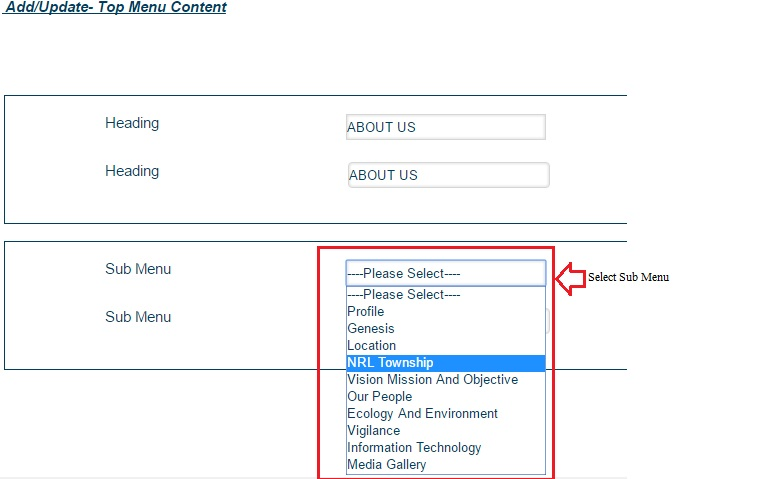 Add/Update- Top Menu Content
Heading ABOUT US
Heading ABOUT US
Sub Menu ----Please Select---- Select Sub Menu
----Please Select----
Sub Menu
Profile
Genesis
Location
NRL Township
Vision Mission And Objective
Our People
Ecology And Environment
Vigilance
Information Technology
Media Gallery